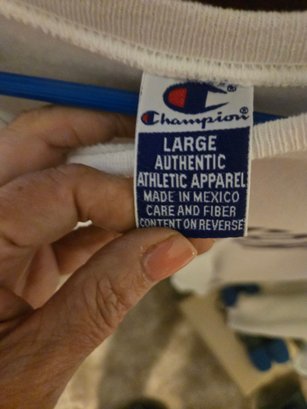 Champion®
LARGE
AUTHENTIC
ATHLETIC APPAREL
MADE IN MEXICO
CARE AND FIBER
CONTENT ON REVERSE